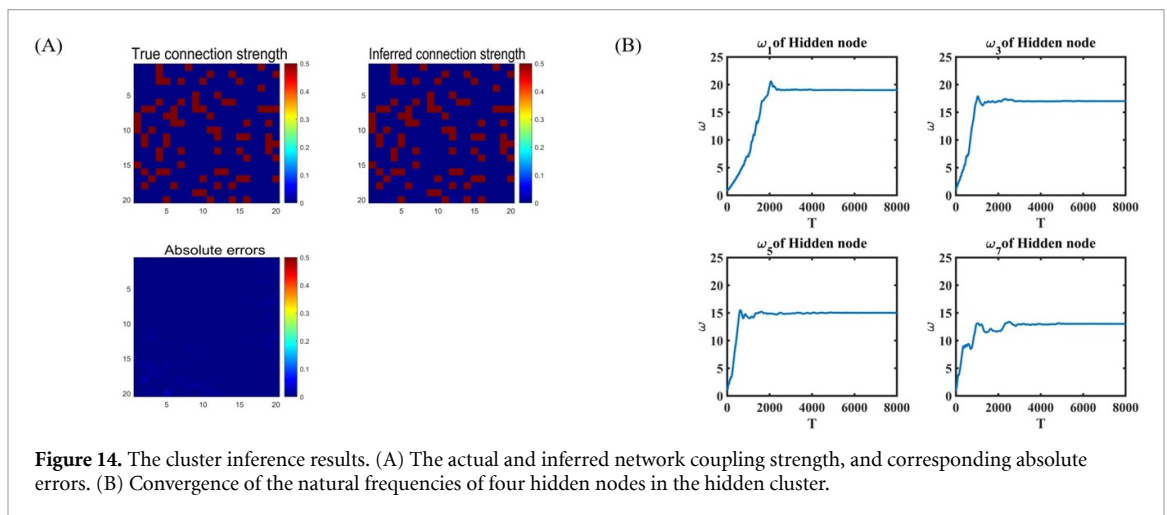 (A)
True connection strength
5
10
15
20
5 10 15 20
0.5
0.4
0.3
0.2
0.1
0
Inferred connection strength
5
10
15
20
5 10 15 20
0.5
0.4
0.3
0.2
0.1
0
Absolute errors
5
10
15
20
5 10 15 20
0.5
0.4
0.3
0.2
0.1
0
(B)
ω1 of Hidden node
25
20
15
10
5
0
ω
0 2000 4000 6000 8000
T
ω3 of Hidden node
25
20
15
10
5
0
ω
0 2000 4000 6000 8000
T
ω5 of Hidden node
25
20
15
10
5
0
ω
0 2000 4000 6000 8000
T
ω7 of Hidden node
25
20
15
10
5
0
ω
0 2000 4000 6000 8000
T
Figure 14. The cluster inference results. (A) The actual and inferred network coupling strength, and corresponding absolute
errors. (B) Convergence of the natural frequencies of four hidden nodes in the hidden cluster.